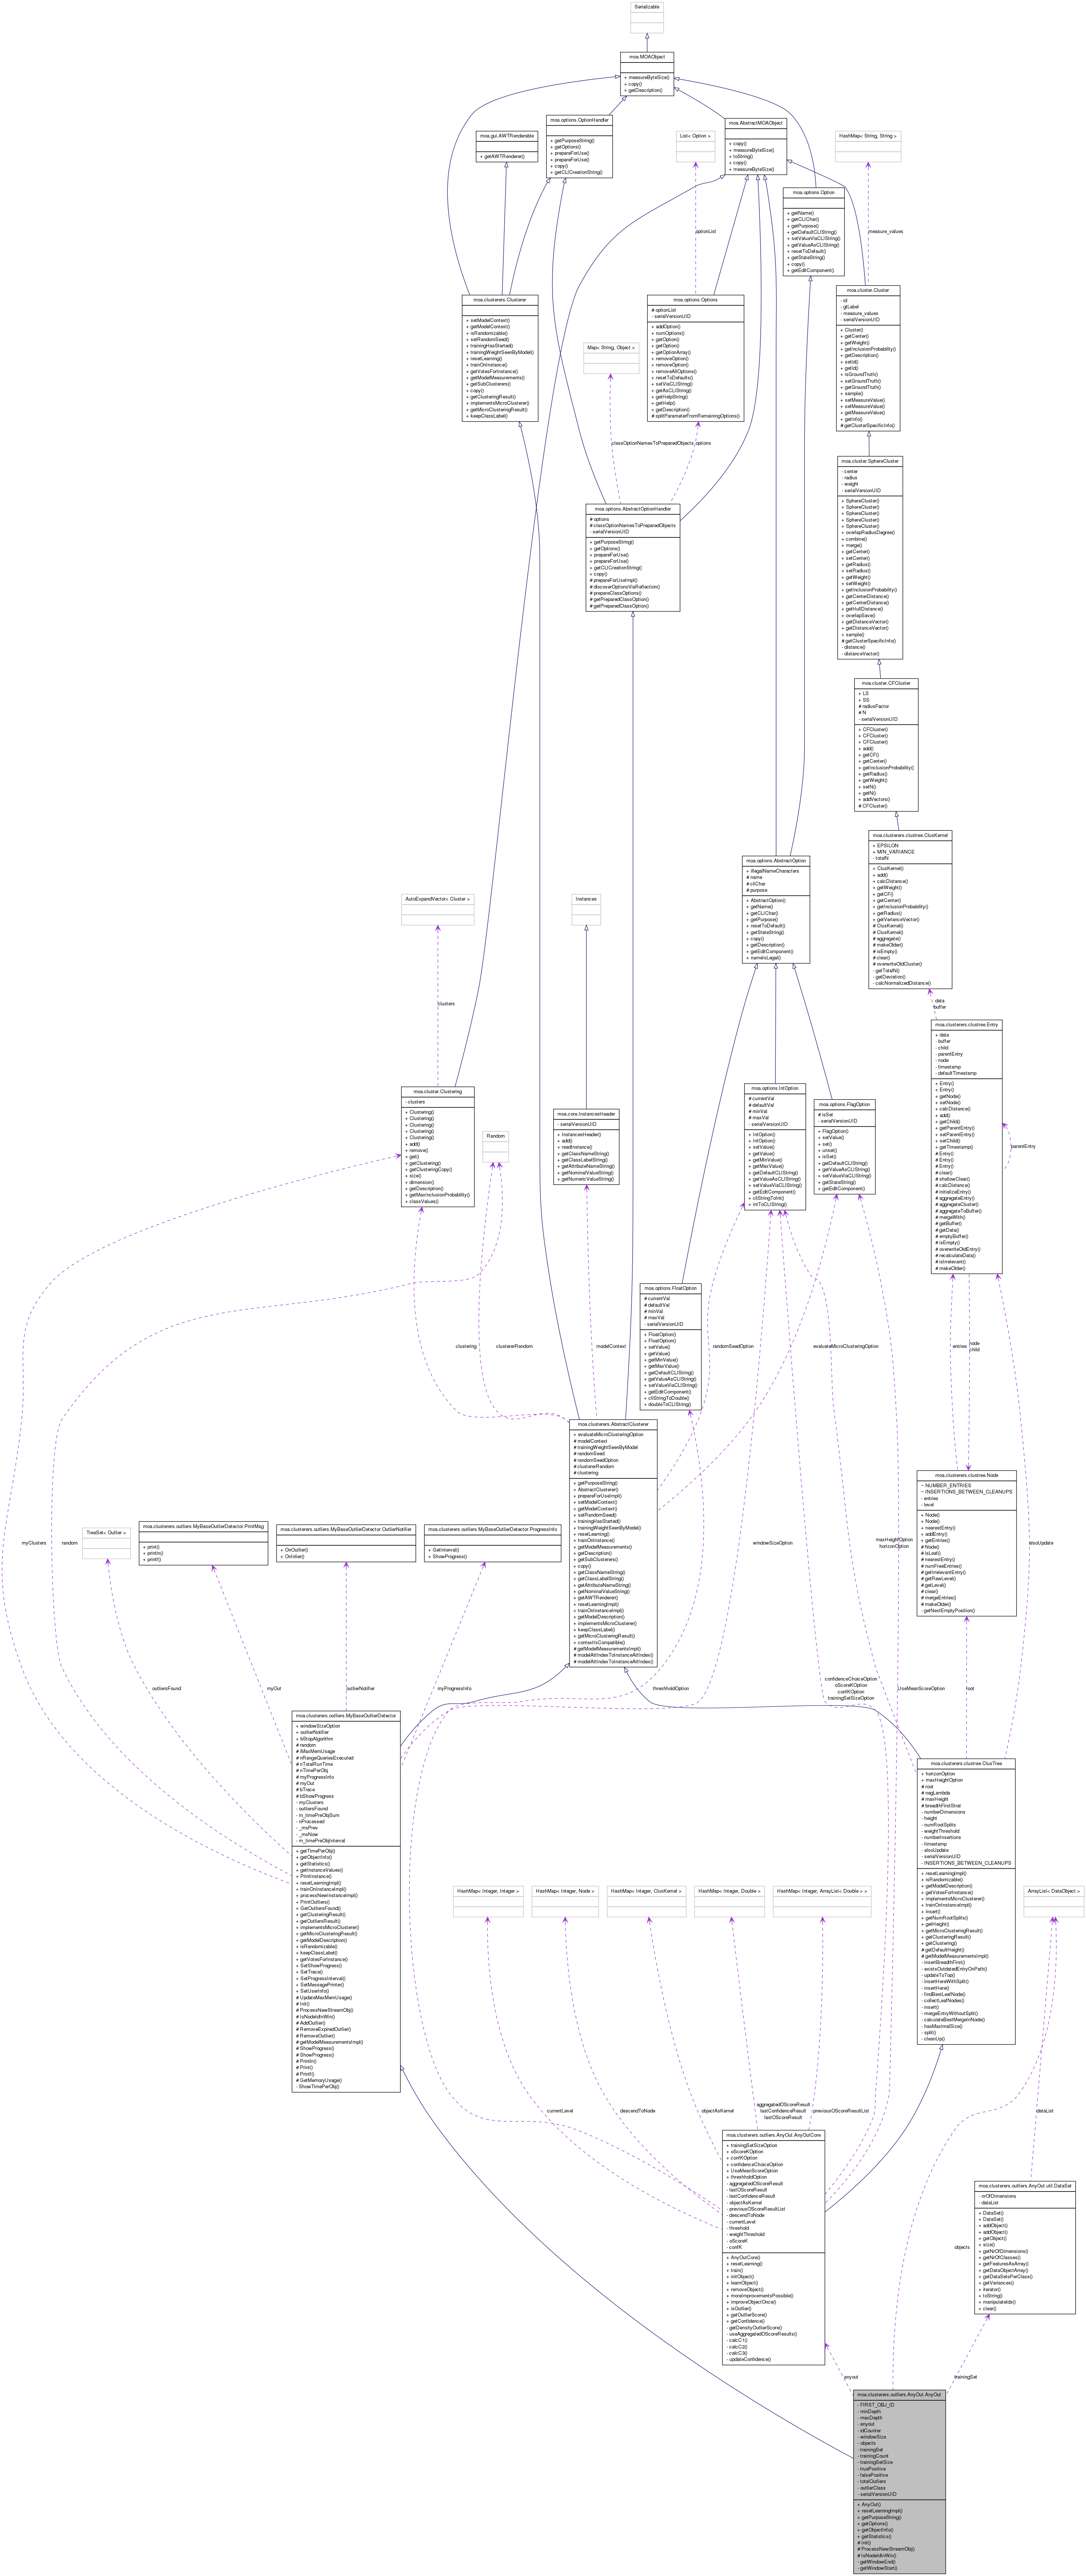 Serializable
moa.MOAObject
+ measureByteSize()
+ copy()
+ getDescription()
moa.options.OptionHandler
+ getPurposeString()
+ getOptions()
+ prepareForUse()
+ prepareForUse()
+ copy()
+ getCLICreationString()
moa.gui.AWTRenderable
+ getAWTRenderer()
List< Option >
moa.AbstractMOAObject
+ copy()
+ measureByteSize()
+ toString()
+ copy()
+ measureByteSize()
HashMap< String, String >
moa.options.Option
+ getName()
+ getCLIChar()
+ getPurpose()
+ getDefaultCLIString()
+ setValueViaCLIString()
+ getValueAsCLIString()
+ resetToDefault()
+ getStateString()
+ copy()
+ getEditComponent()
optionList
measure_values
moa.cluster.Cluster
- id
- gtLabel
- measure_values
- serialVersionUID
+ Cluster()
+ getCenter()
+ getWeight()
+ getInclusionProbability()
+ getDescription()
+ setId()
+ getId()
+ isGroundTruth()
+ setGroundTruth()
+ getGroundTruth()
+ sample()
+ setMeasureValue()
+ setMeasureValue()
+ getMeasureValue()
+ getInfo()
# getClusterSpecificInfo()
moa.clusterers.Clusterer
+ setModelContext()
+ getModelContext()
+ isRandomizable()
+ setRandomSeed()
+ trainingHasStarted()
+ trainingWeightSeenByModel()
+ resetLearning()
+ trainOnInstance()
+ getVotesForInstance()
+ getModelMeasurements()
+ getSubClusterers()
+ copy()
+ getClusteringResult()
+ implementsMicroClusterer()
+ getMicroClusteringResult()
+ keepClassLabel()
moa.options.Options
# optionList
- serialVersionUID
+ addOption()
+ numOptions()
+ getOption()
+ getOption()
+ getOptionArray()
+ removeOption()
+ removeOption()
+ removeAllOptions()
+ resetToDefaults()
+ setViaCLIString()
+ getAsCLIString()
+ getHelpString()
+ getHelp()
+ getDescription()
# splitParameterFromRemainingOptions()
Map< String, Object >
classOptionNamesToPreparedObjects
options
moa.cluster.SphereCluster
- center
- radius
- weight
- serialVersionUID
+ SphereCluster()
+ SphereCluster()
+ SphereCluster()
+ SphereCluster()
+ SphereCluster()
+ overlapRadiusDegree()
+ combine()
+ merge()
+ getCenter()
+ setCenter()
+ getRadius()
+ setRadius()
+ getWeight()
+ setWeight()
+ getInclusionProbability()
+ getCenterDistance()
+ getCenterDistance()
+ getHullDistance()
+ overlapSave()
+ getDistanceVector()
+ getDistanceVector()
+ sample()
# getClusterSpecificInfo()
- distance()
- distanceVector()
moa.options.AbstractOptionHandler
# options
# classOptionNamesToPreparedObjects
- serialVersionUID
+ getPurposeString()
+ getOptions()
+ prepareForUse()
+ prepareForUse()
+ getCLICreationString()
+ copy()
# prepareForUseImpl()
# discoverOptionsViaReflection()
# prepareClassOptions()
# getPreparedClassOption()
# getPreparedClassOption()
moa.cluster.CFCluster
+ LS
+ SS
# radiusFactor
# N
- serialVersionUID
+ CFCluster()
+ CFCluster()
+ CFCluster()
+ add()
+ getCF()
+ getCenter()
+ getInclusionProbability()
+ getRadius()
+ getWeight()
+ setN()
+ getN()
+ addVectors()
# CFCluster()
moa.clusterers.clustree.ClusKernel
+ EPSILON
+ MIN_VARIANCE
- totalN
+ ClusKernel()
+ add()
+ calcDistance()
+ getWeight()
+ getCF()
+ getCenter()
+ getInclusionProbability()
+ getRadius()
+ getVarianceVector()
# ClusKernel()
# ClusKernel()
# aggregate()
# makeOlder()
# isEmpty()
# clear()
# overwriteOldCluster()
- getTotalN()
- getDeviation()
- calcNormalizedDistance()
moa.options.AbstractOption
+ illegalNameCharacters
# name
# cliChar
# purpose
+ AbstractOption()
+ getName()
+ getCLIChar()
+ getPurpose()
+ resetToDefault()
+ getStateString()
+ copy()
+ getDescription()
+ getEditComponent()
+ nameIsLegal()
AutoExpandVector< Cluster >
Instances
clusters
data
buffer
moa.clusterers.clustree.Entry
+ data
- buffer
- child
- parentEntry
- node
- timestamp
- defaultTimestamp
+ Entry()
+ Entry()
+ getNode()
+ setNode()
+ calcDistance()
+ add()
+ getChild()
+ getParentEntry()
+ setParentEntry()
+ setChild()
+ getTimestamp()
# Entry()
# Entry()
# Entry()
# clear()
# shallowClear()
# calcDistance()
# initializeEntry()
# aggregateEntry()
# aggregateCluster()
# aggregateToBuffer()
# mergeWith()
# getBuffer()
# getData()
# emptyBuffer()
# isEmpty()
# overwriteOldEntry()
# recalculateData()
# isIrrelevant()
# makeOlder()
parentEntry
moa.cluster.Clustering
- clusters
+ Clustering()
+ Clustering()
+ Clustering()
+ Clustering()
+ Clustering()
+ add()
+ remove()
+ get()
+ getClustering()
+ getClusteringCopy()
+ size()
+ dimension()
+ getDescription()
+ getMaxInclusionProbability()
+ classValues()
Random
moa.core.InstancesHeader
- serialVersionUID
+ InstancesHeader()
+ add()
+ readInstance()
+ getClassNameString()
+ getClassLabelString()
+ getAttributeNameString()
+ getNominalValueString()
+ getNumericValueString()
moa.options.IntOption
# currentVal
# defaultVal
# minVal
# maxVal
- serialVersionUID
+ IntOption()
+ IntOption()
+ setValue()
+ getValue()
+ getMinValue()
+ getMaxValue()
+ getDefaultCLIString()
+ getValueAsCLIString()
+ setValueViaCLIString()
+ getEditComponent()
+ cliStringToInt()
+ intToCLIString()
moa.options.FlagOption
# isSet
- serialVersionUID
+ FlagOption()
+ setValue()
+ set()
+ unset()
+ isSet()
+ getDefaultCLIString()
+ getValueAsCLIString()
+ setValueViaCLIString()
+ getStateString()
+ getEditComponent()
moa.options.FloatOption
# currentVal
# defaultVal
# minVal
# maxVal
- serialVersionUID
+ FloatOption()
+ FloatOption()
+ setValue()
+ getValue()
+ getMinValue()
+ getMaxValue()
+ getDefaultCLIString()
+ getValueAsCLIString()
+ setValueViaCLIString()
+ getEditComponent()
+ cliStringToDouble()
+ doubleToCLIString()
clustering
clustererRandom
modelContext
randomSeedOption
evaluateMicroClusteringOption
entries
node
child
moa.clusterers.AbstractClusterer
+ evaluateMicroClusteringOption
# modelContext
# trainingWeightSeenByModel
# randomSeed
# randomSeedOption
# clustererRandom
# clustering
+ getPurposeString()
+ AbstractClusterer()
+ prepareForUseImpl()
+ setModelContext()
+ getModelContext()
+ setRandomSeed()
+ trainingHasStarted()
+ trainingWeightSeenByModel()
+ resetLearning()
+ trainOnInstance()
+ getModelMeasurements()
+ getDescription()
+ getSubClusterers()
+ copy()
+ getClassNameString()
+ getClassLabelString()
+ getAttributeNameString()
+ getNominalValueString()
+ getAWTRenderer()
+ resetLearningImpl()
+ trainOnInstanceImpl()
+ getModelDescription()
+ implementsMicroClusterer()
+ keepClassLabel()
+ getMicroClusteringResult()
+ contextIsCompatible()
# getModelMeasurementsImpl()
# modelAttIndexToInstanceAttIndex()
# modelAttIndexToInstanceAttIndex()
moa.clusterers.clustree.Node
~ NUMBER_ENTRIES
~ INSERTIONS_BETWEEN_CLEANUPS
- entries
- level
+ Node()
+ Node()
+ nearestEntry()
+ addEntry()
+ getEntries()
# Node()
# isLeaf()
# nearestEntry()
# numFreeEntries()
# getIrrelevantEntry()
# getRawLevel()
# getLevel()
# clear()
# mergeEntries()
# makeOlder()
- getNextEmptyPosition()
TreeSet< Outlier >
moa.clusterers.outliers.MyBaseOutlierDetector.PrintMsg
+ print()
+ println()
+ printf()
moa.clusterers.outliers.MyBaseOutlierDetector.OutlierNotifier
+ OnOutlier()
+ OnInlier()
moa.clusterers.outliers.MyBaseOutlierDetector.ProgressInfo
+ GetInterval()
+ ShowProgress()
myClusters
random
windowSizeOption
maxHeightOption
horizonOption
alsoUpdate
outliersFound
myOut
outlierNotifier
myProgressInfo
threshholdOption
confidenceChoiceOption
oScoreKOption
confKOption
trainingSetSizeOption
UseMeanScoreOption
root
moa.clusterers.outliers.MyBaseOutlierDetector
+ windowSizeOption
+ outlierNotifier
+ bStopAlgorithm
# random
# iMaxMemUsage
# nRangeQueriesExecuted
# nTotalRunTime
# nTimePerObj
# myProgressInfo
# myOut
# bTrace
# bShowProgress
- myClusters
- outliersFound
- m_timePreObjSum
- nProcessed
- _msPrev
- _msNow
- m_timePreObjInterval
+ getTimePerObj()
+ getObjectInfo()
+ getStatistics()
+ getInstanceValues()
+ PrintInstance()
+ resetLearningImpl()
+ trainOnInstanceImpl()
+ processNewInstanceImpl()
+ PrintOutliers()
+ GetOutliersFound()
+ getClusteringResult()
+ getOutliersResult()
+ implementsMicroClusterer()
+ getMicroClusteringResult()
+ getModelDescription()
+ isRandomizable()
+ keepClassLabel()
+ getVotesForInstance()
+ SetShowProgress()
+ SetTrace()
+ SetProgressInterval()
+ SetMessagePrinter()
+ SetUserInfo()
# UpdateMaxMemUsage()
# Init()
# ProcessNewStreamObj()
# IsNodeIdInWin()
# AddOutlier()
# RemoveExpiredOutlier()
# RemoveOutlier()
# getModelMeasurementsImpl()
# ShowProgress()
# ShowProgress()
# Println()
# Print()
# Printf()
# GetMemoryUsage()
- ShowTimePerObj()
moa.clusterers.clustree.ClusTree
+ horizonOption
+ maxHeightOption
# root
# negLambda
# maxHeight
# breadthFirstStrat
- numberDimensions
- height
- numRootSplits
- weightThreshold
- numberInsertions
- timestamp
- alsoUpdate
- serialVersionUID
- INSERTIONS_BETWEEN_CLEANUPS
+ resetLearningImpl()
+ isRandomizable()
+ getModelDescription()
+ getVotesForInstance()
+ implementsMicroClusterer()
+ trainOnInstanceImpl()
+ insert()
+ getNumRootSplits()
+ getHeight()
+ getMicroClusteringResult()
+ getClusteringResult()
+ getClustering()
# getDefaultHeight()
# getModelMeasurementsImpl()
- insertBreadthFirst()
- existsOutdatedEntryOnPath()
- updateToTop()
- insertHereWithSplit()
- insertHere()
- findBestLeafNode()
- collectLeafNodes()
- insert()
- mergeEntryWithoutSplit()
- calculateBestMergeInNode()
- hasMaximalSize()
- split()
- cleanUp()
HashMap< Integer, Integer >
HashMap< Integer, Node >
HashMap< Integer, ClusKernel >
HashMap< Integer, Double >
HashMap< Integer, ArrayList< Double > >
ArrayList< DataObject >
currentLevel
descendToNode
objectAsKernel
aggregatedOScoreResult
lastConfidenceResult
lastOScoreResult
previousOScoreResultList
dataList
moa.clusterers.outliers.AnyOut.AnyOutCore
+ trainingSetSizeOption
+ oScoreKOption
+ confKOption
+ confidenceChoiceOption
+ UseMeanScoreOption
+ threshholdOption
- aggregatedOScoreResult
- lastOScoreResult
- lastConfidenceResult
- objectAsKernel
- previousOScoreResultList
- descendToNode
- currentLevel
- threshold
- weightThreshold
- oScoreK
- confK
+ AnyOutCore()
+ resetLearning()
+ train()
+ initObject()
+ learnObject()
+ removeObject()
+ moreImprovementsPossible()
+ improveObjectOnce()
+ isOutlier()
+ getOutlierScore()
+ getConfidence()
- getDensityOutlierScore()
- useAggregatedOScoreResults()
- calcC1()
- calcC2()
- calcC3()
- updateConfidence()
moa.clusterers.outliers.AnyOut.util.DataSet
- nrOfDimensions
- dataList
+ DataSet()
+ DataSet()
+ addObject()
+ addObject()
+ getObject()
+ size()
+ getNrOfDimensions()
+ getNrOfClasses()
+ getFeaturesAsArray()
+ getDataObjectArray()
+ getDataSetsPerClass()
+ getVariances()
+ iterator()
+ toString()
+ manipulateIds()
+ clear()
objects
anyout
trainingSet
moa.clusterers.outliers.AnyOut.AnyOut
- FIRST_OBJ_ID
- minDepth
- maxDepth
- anyout
- idCounter
- windowSize
- objects
- trainingSet
- trainingCount
- trainingSetSize
- truePositive
- falsePositive
- totalOutliers
- outlierClass
- serialVersionUID
+ AnyOut()
+ resetLearningImpl()
+ getPurposeString()
+ getOptions()
+ getObjectInfo()
+ getStatistics()
# Init()
# ProcessNewStreamObj()
# IsNodeIdInWin()
- getWindowEnd()
- getWindowStart()